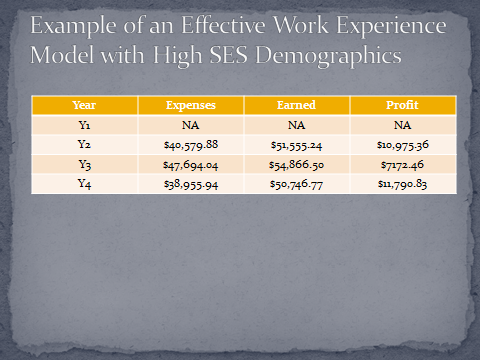 Example of an Effective Work Experience
Model with High SES Demographics
Year Expenses Earned Profit
Y1 NA NA NA
Y2 $40,579.88 $51,555.24 $10,975.36
Y3 $47,694.04 $54,866.50 $7172.46
Y4 $38,955.94 $50,746.77 $11,790.83